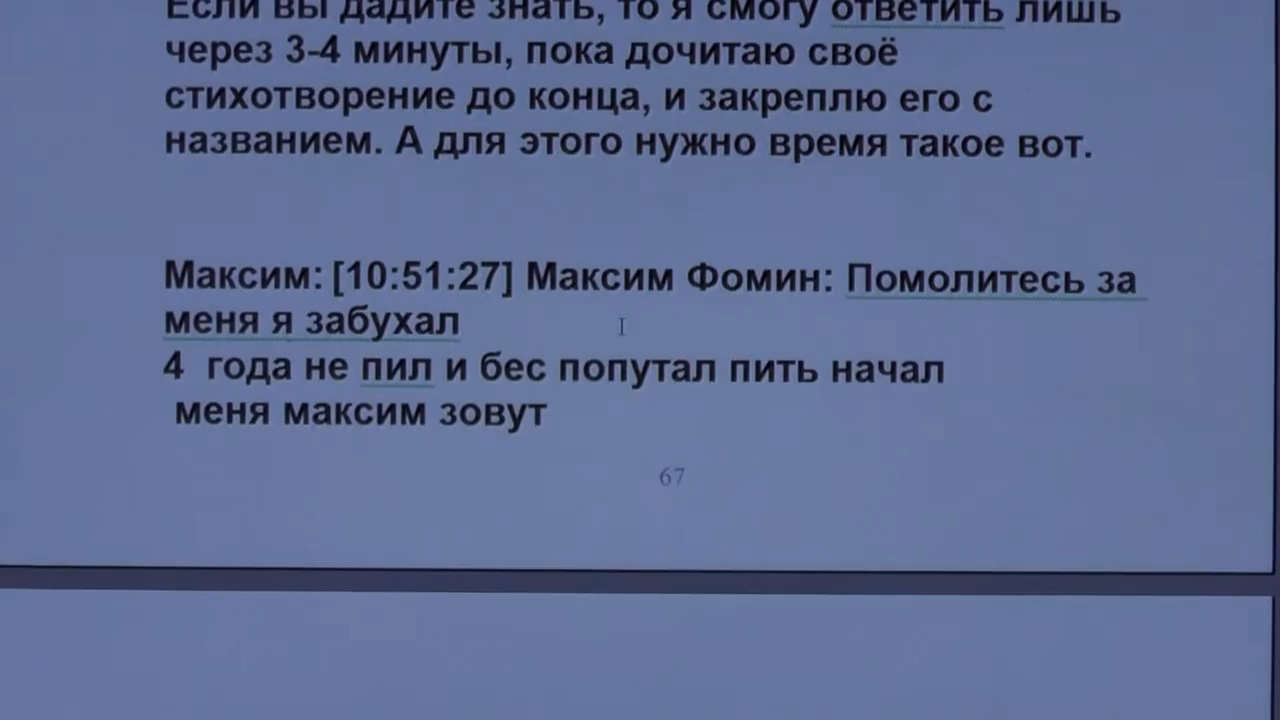 Если вы дадите знать, то я смогу ответить лишь
через 3-4 минуты, пока дочитаю своё
стихотворение до конца, и закреплю его с
названием. А для этого нужно время такое вот.
Максим: [10:51:27] Максим Фомин: Помолитесь за
меня я забухал
4 года не пил и бес попутал пить начал
меня максим зовут
67